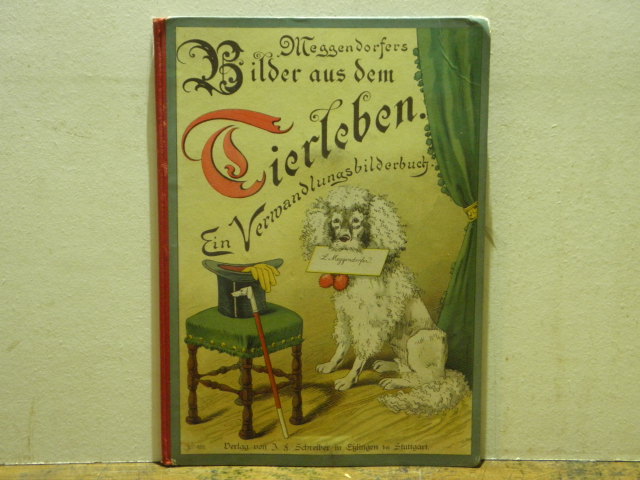 Meggendorfers
Bilder aus dem
Tierleben.
Ein Verwandlungsbilderbuch.
L. Meggendorfer
Verlag von J. F. Schreiber in Eßlingen bei Stuttgart.